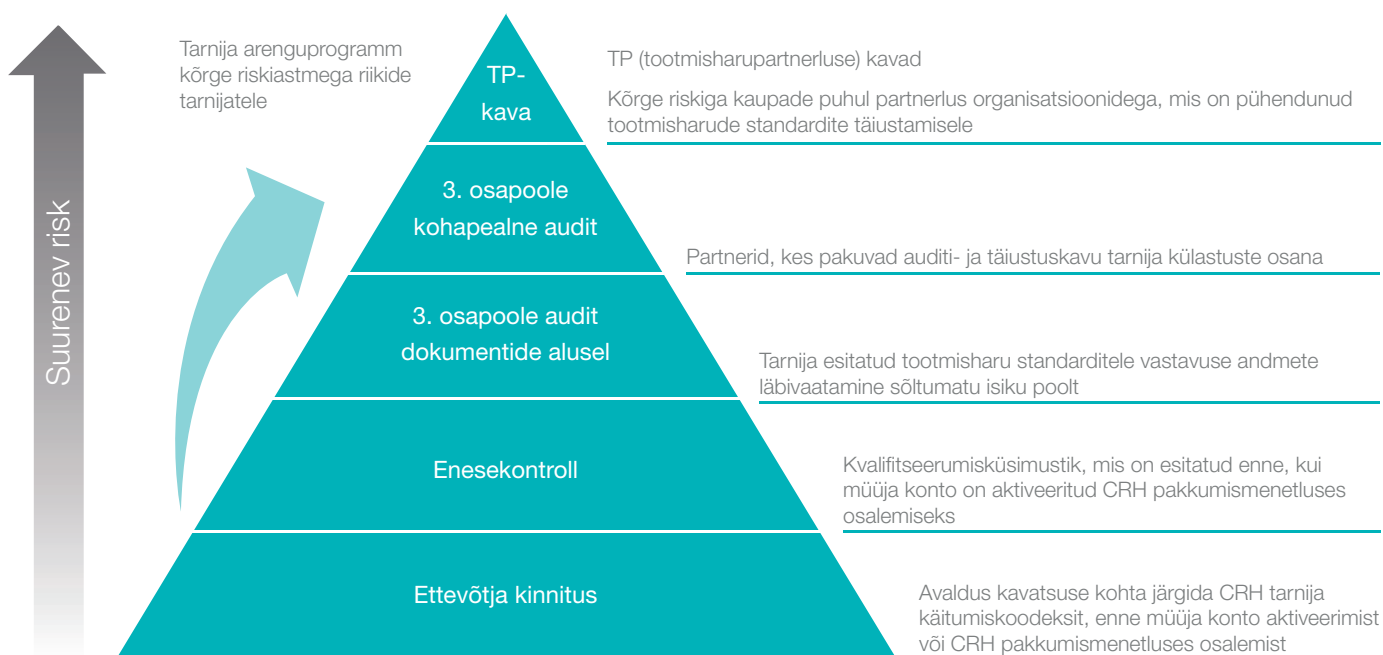 Suurenev risk
Tarnija arenguprogramm
kõrge riskiastmega riikide
tarnijatele
TP-
kava
TP (tootmisharupartnerluse) kavad
Kõrge riskiga kaupade puhul partnerlus organisatsioonidega, mis on pühendunud
tootmisharude standardite täiustamisele
3. osapoole
kohapealne audit
Partnerid, kes pakuvad auditi- ja täiustuskavu tarnija külastuste osana
3. osapoole audit
dokumentide alusel
Tarnija esitatud tootmisharu standarditele vastavuse andmete
läbivaatamine sõltumatu isiku poolt
Enesekontroll
Kvalifitseerumisküsimustik, mis on esitatud enne, kui
müüja konto on aktiveeritud CRH pakkumismenetluses
osalemiseks
Ettevõtja kinnitus
Avaldus kavatsuse kohta järgida CRH tarnija
käitumiskoodeksit, enne müüja konto aktiveerimist
või CRH pakkumismenetluses osalemist